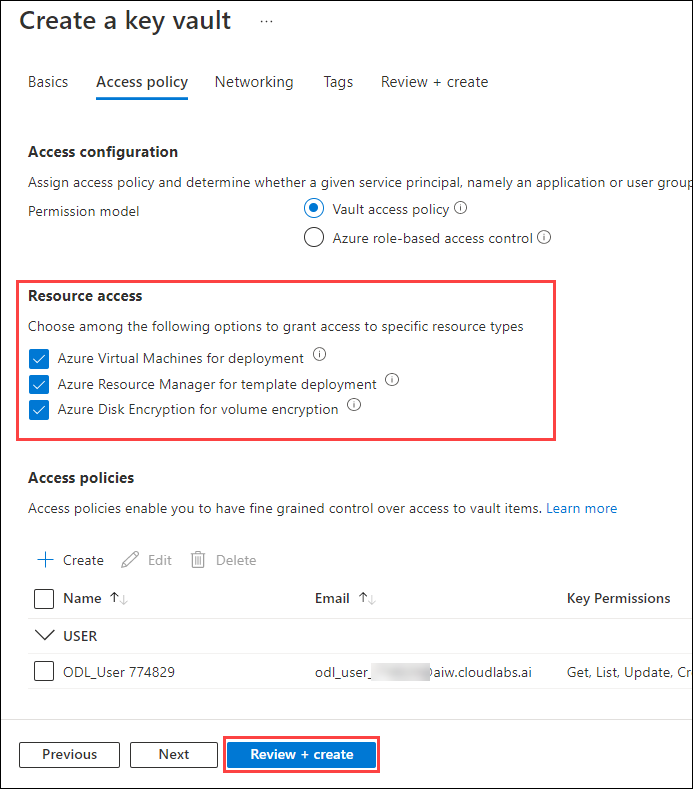 Create a key vault ...
Basics Access policy Networking Tags Review + create
Access configuration
Assign access policy and determine whether a given service principal, namely an application or user group
Permission model
Vault access policy
Azure role-based access control
Resource access
Choose among the following options to grant access to specific resource types
Azure Virtual Machines for deployment
Azure Resource Manager for template deployment
Azure Disk Encryption for volume encryption
Access policies
Access policies enable you to have fine grained control over access to vault items. Learn more
Create Edit Delete
Name Email Key Permissions
USER
ODL_User 774829 odl_user_ @aiw.cloudlabs.ai Get, List, Update, Cr
Previous Next Review + create